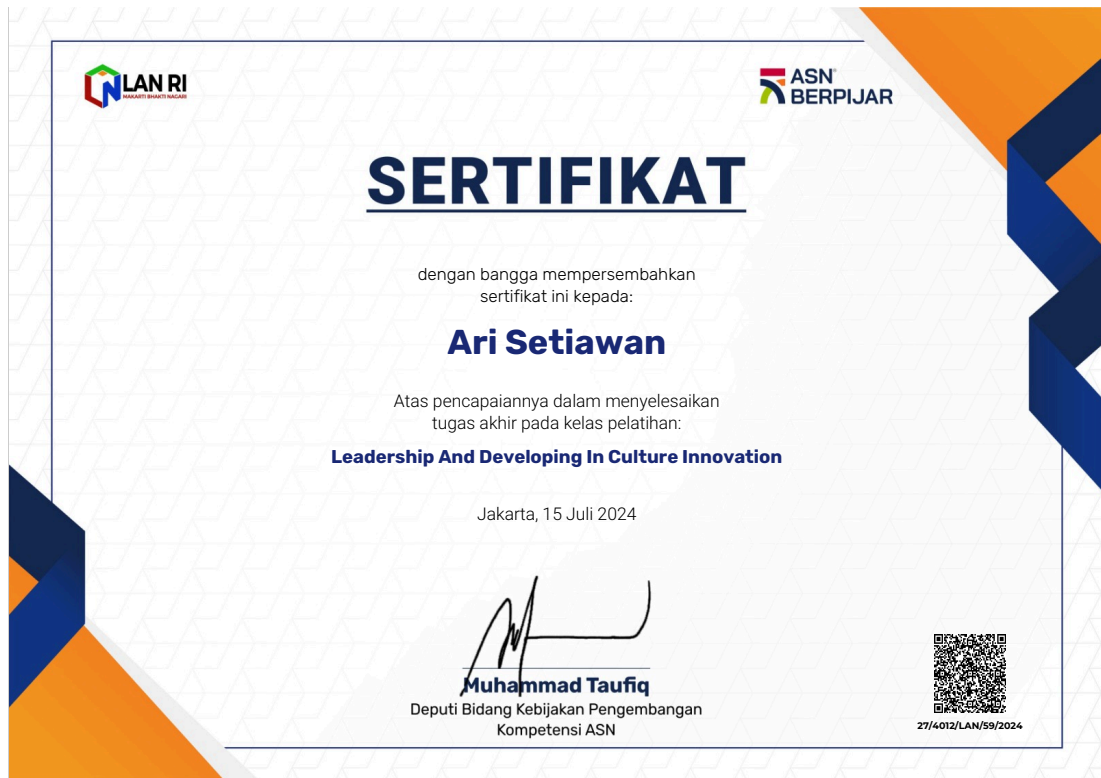 LAN RI
MAKARTI BHAKTI NAGARI
ASN
BERPIJAR
SERTIFIKAT
dengan bangga mempersembahkan
sertifikat ini kepada:
Ari Setiawan
Atas pencapaiannya dalam menyelesaikan
tugas akhir pada kelas pelatihan:
Leadership And Developing In Culture Innovation
Jakarta, 15 Juli 2024
Muhammad Taufiq
Deputi Bidang Kebijakan Pengembangan
Kompetensi ASN
27/4012/LAN/59/2024